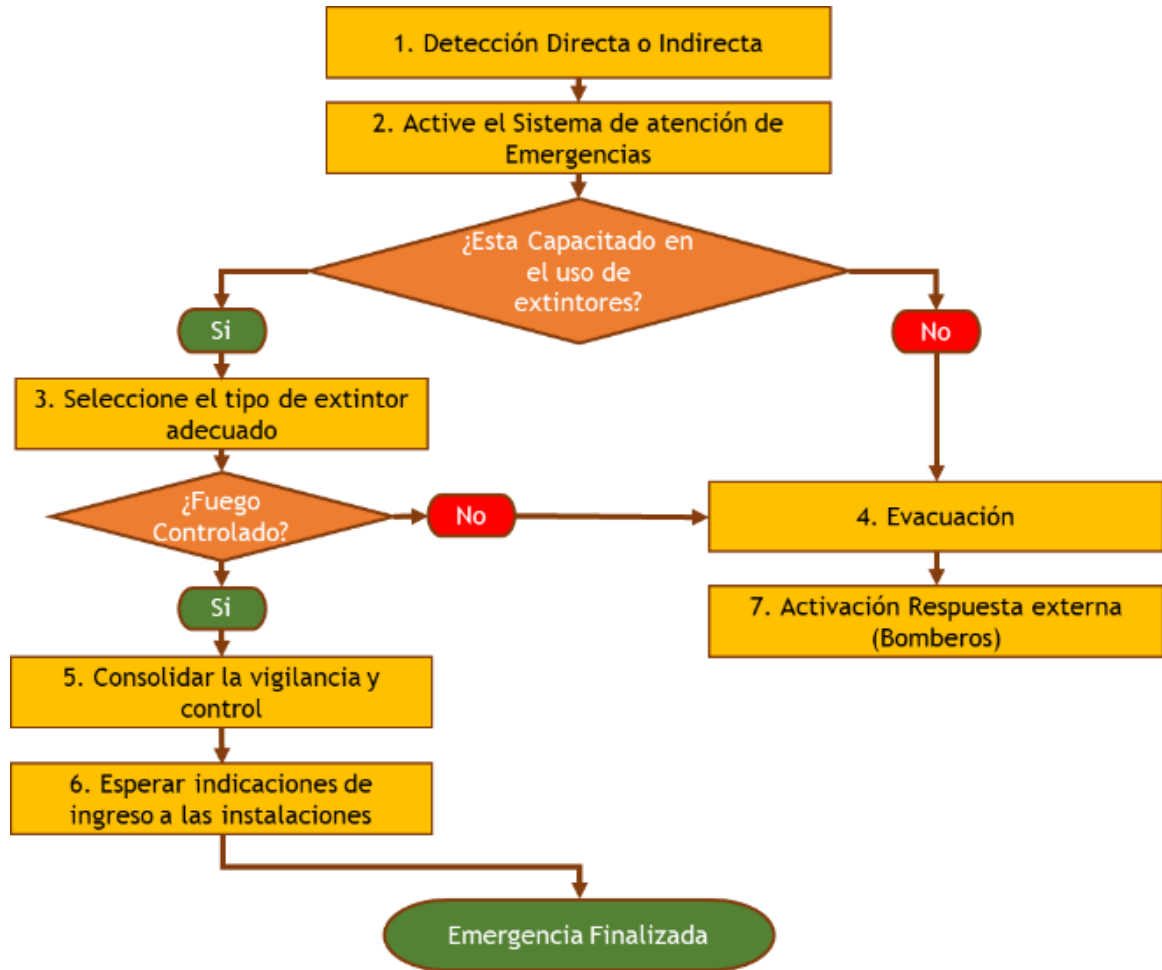 1. Detección Directa o Indirecta
2. Active el Sistema de atención de
Emergencias
¿Esta Capacitado en
el uso de
extintores?
Si
No
3. Seleccione el tipo de extintor
adecuado
¿Fuego
Controlado?
No
4. Evacuación
Si
7. Activación Respuesta externa
(Bomberos)
5. Consolidar la vigilancia y
control
6. Esperar indicaciones de
ingreso a las instalaciones
Emergencia Finalizada